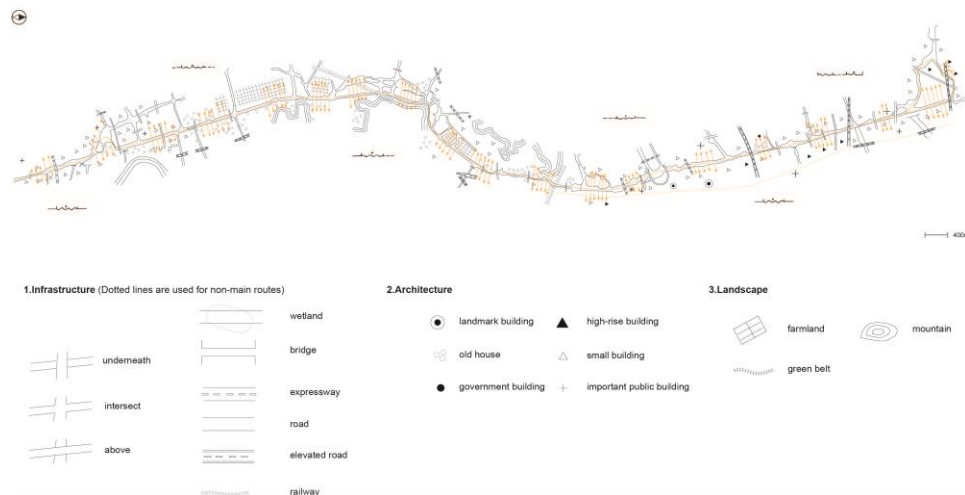 400m
1.Infrastructure (Dotted lines are used for non-main routes)
2.Architecture
3.Landscape
underneath
intersect
above
wetland
bridge
expressway
road
elevated road
railway
landmark building
high-rise building
old house
small building
government building
important public building
farmland
mountain
green belt